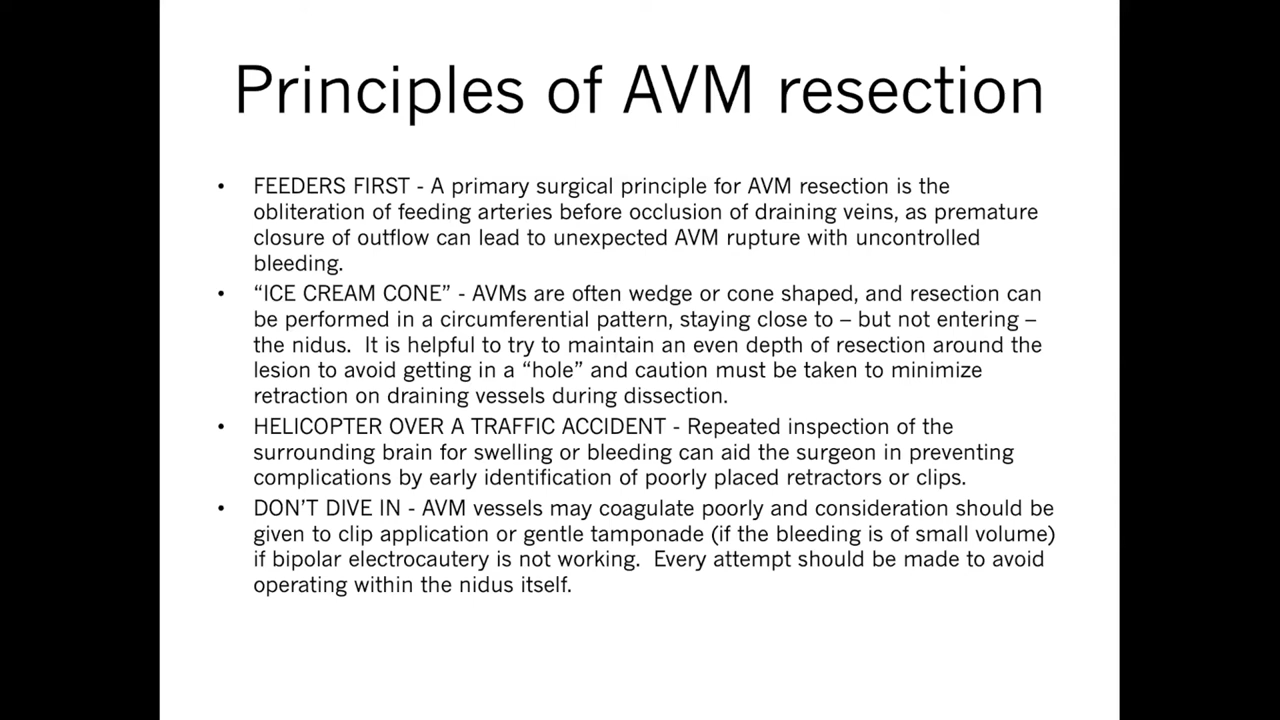 Principles of AVM resection
• FEEDERS FIRST - A primary surgical principle for AVM resection is the
obliteration of feeding arteries before occlusion of draining veins, as premature
closure of outflow can lead to unexpected AVM rupture with uncontrolled
bleeding.
• “ICE CREAM CONE” - AVMs are often wedge or cone shaped, and resection can
be performed in a circumferential pattern, staying close to – but not entering –
the nidus.  It is helpful to try to maintain an even depth of resection around the
lesion to avoid getting in a “hole” and caution must be taken to minimize
retraction on draining vessels during dissection.
• HELICOPTER OVER A TRAFFIC ACCIDENT - Repeated inspection of the
surrounding brain for swelling or bleeding can aid the surgeon in preventing
complications by early identification of poorly placed retractors or clips.
• DON’T DIVE IN - AVM vessels may coagulate poorly and consideration should be
given to clip application or gentle tamponade (if the bleeding is of small volume)
if bipolar electrocautery is not working.  Every attempt should be made to avoid
operating within the nidus itself.